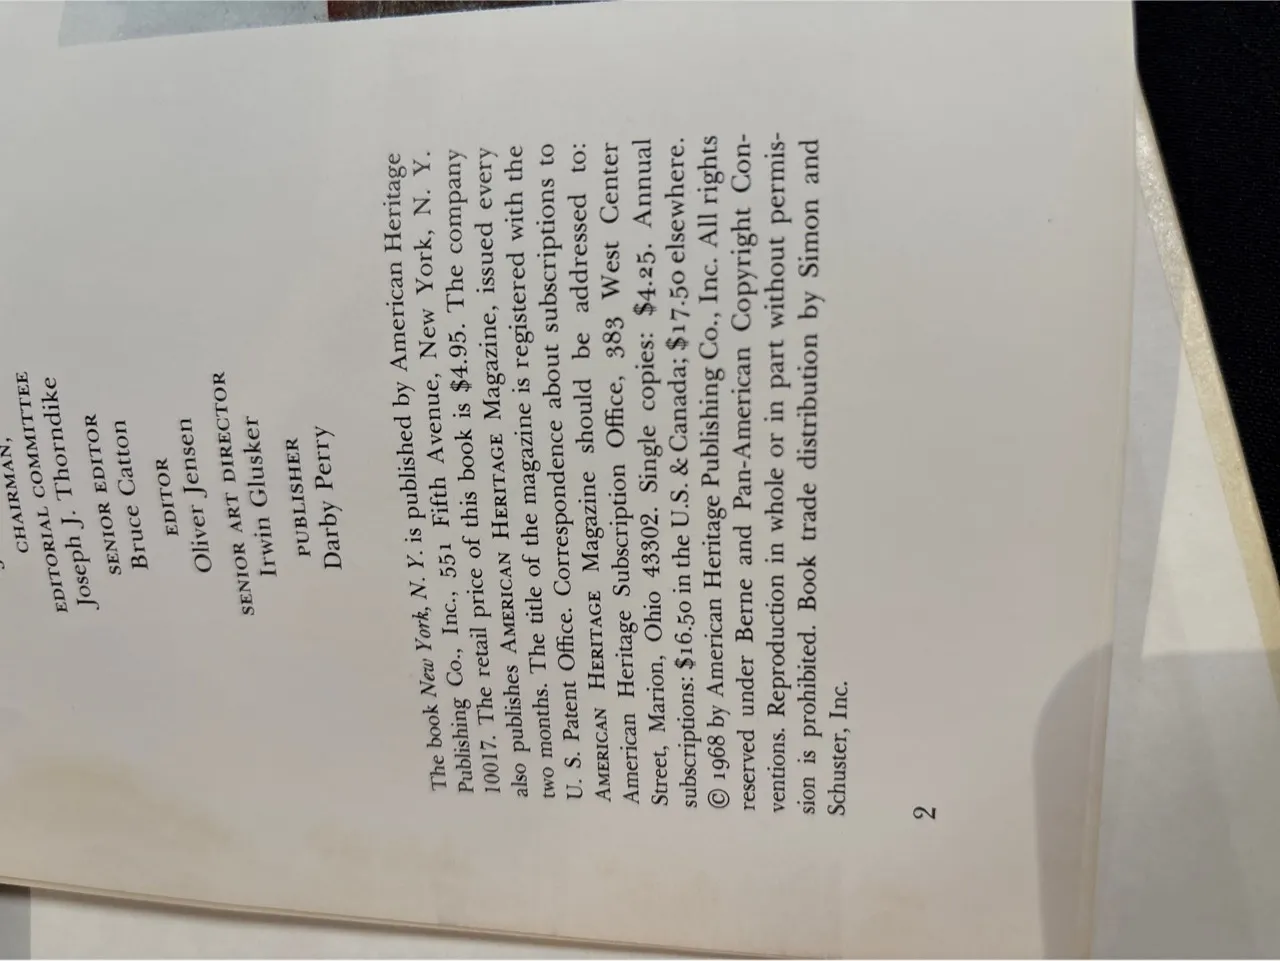 CHAIRMAN,
EDITORIAL COMMITTEE
Joseph J. Thorndike
SENIOR EDITOR
Bruce Catton
EDITOR
Oliver Jensen
SENIOR ART DIRECTOR
Irwin Glusker
PUBLISHER
Darby Perry
The book New York, N. Y. is published by American Heritage
Publishing Co., Inc., 551 Fifth Avenue, New York, N. Y.
10017. The retail price of this book is $4.95. The company
also publishes AMERICAN HERITAGE Magazine, issued every
two months. The title of the magazine is registered with the
U. S. Patent Office. Correspondence about subscriptions to
AMERICAN HERITAGE Magazine should be addressed to:
American Heritage Subscription Office, 383 West Center
Street, Marion, Ohio 43302. Single copies: $4.25. Annual
subscriptions: $16.50 in the U.S. & Canada; $17.50 elsewhere.
© 1968 by American Heritage Publishing Co., Inc. All rights
reserved under Berne and Pan-American Copyright Con-
ventions. Reproduction in whole or in part without permis-
sion is prohibited. Book trade distribution by Simon and
Schuster, Inc.
2